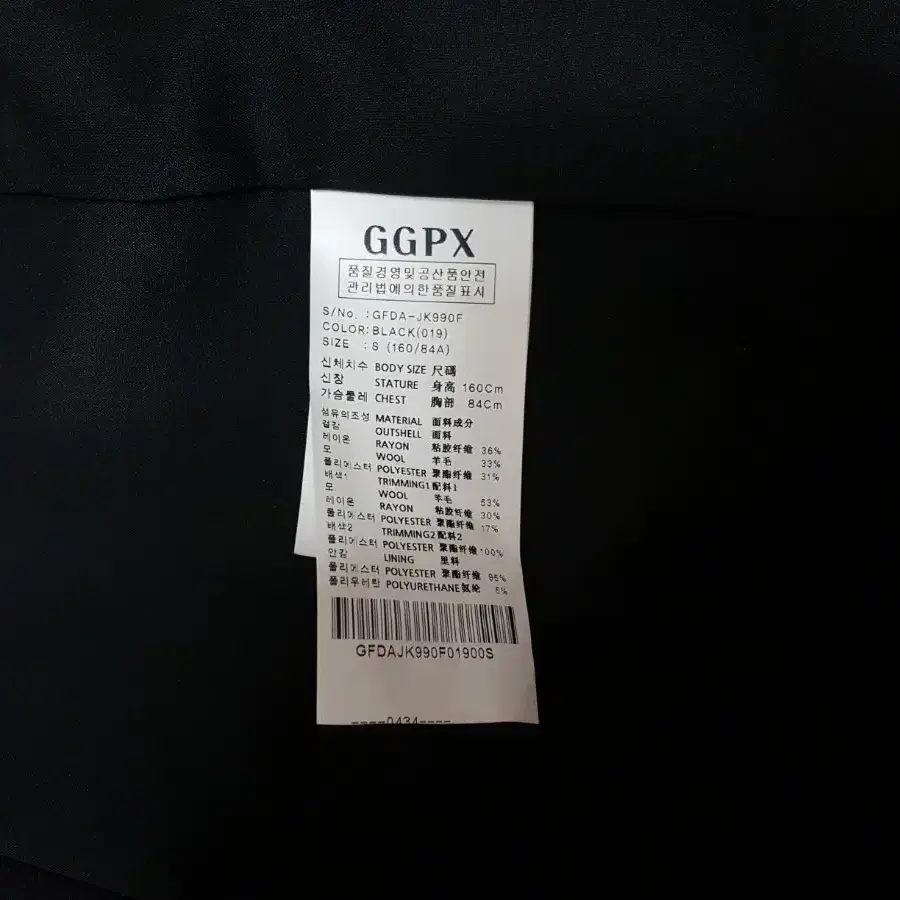 GGPX
품질경영및공산품안전
관리법에의한품질표시
S/No. :GFDA-JK990F
COLOR:BLACK(019)
SIZE :S (160/84A)
신체치수 BODY SIZE 尺碼
신장 STATURE 身高 160Cm
가슴둘레 CHEST 胸部 84Cm
섬유의조성 MATERIAL 面料成分
겉감 OUTSHELL 面料
레이온 RAYON 粘胶纤维 36%
모 WOOL 羊毛 33%
폴리에스터 POLYESTER 聚酯纤维 31%
배색1 TRIMMING1 配料1
모 WOOL 羊毛 53%
레이온 RAYON 粘胶纤维 30%
폴리에스터 POLYESTER 聚酯纤维 17%
배색2 TRIMMING2 配料2
폴리에스터 POLYESTER 聚酯纤维 100%
안감 LINING 里料
폴리에스터 POLYESTER 聚酯纤维 95%
폴리우레탄 POLYURETHANE 氨纶 5%
GFDAJK990F01900S
----0434----